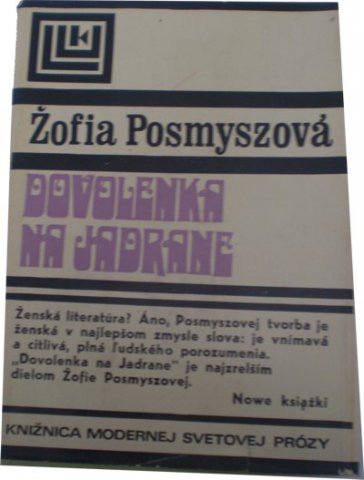 Žofia Posmyszová
DOVOLENKA
NA JADRANE
Ženská literatúra? Áno, Posmyszovej tvorba je
ženská v najlepšom zmysle slova: je vnímavá
a citlivá, plná ľudského porozumenia.
„Dovolenka na Jadrane" je najzrelším
dielom Žofie Posmyszovej.
Nowe książki
KNIŽNICA MODERNEJ SVETOVEJ PRÓZY